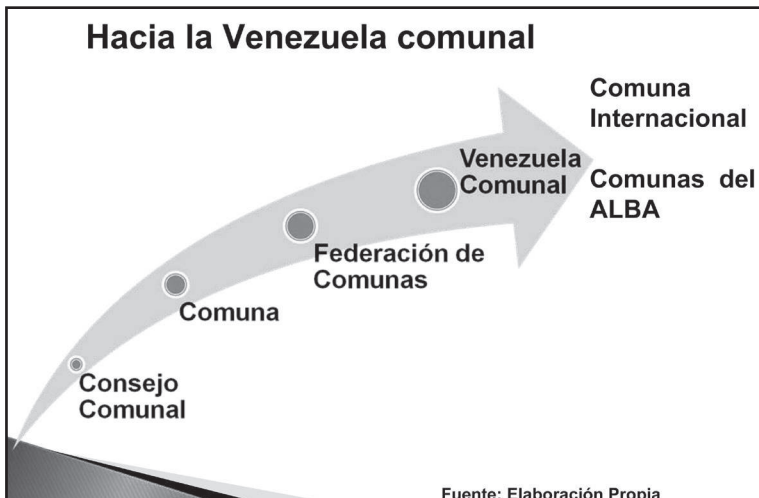 Hacia la Venezuela comunal
Comuna
Internacional
Venezuela
Comunal
Comunas del
ALBA
Federación de
Comunas
Comuna
Consejo
Comunal
Fuente: Elaboración Propia